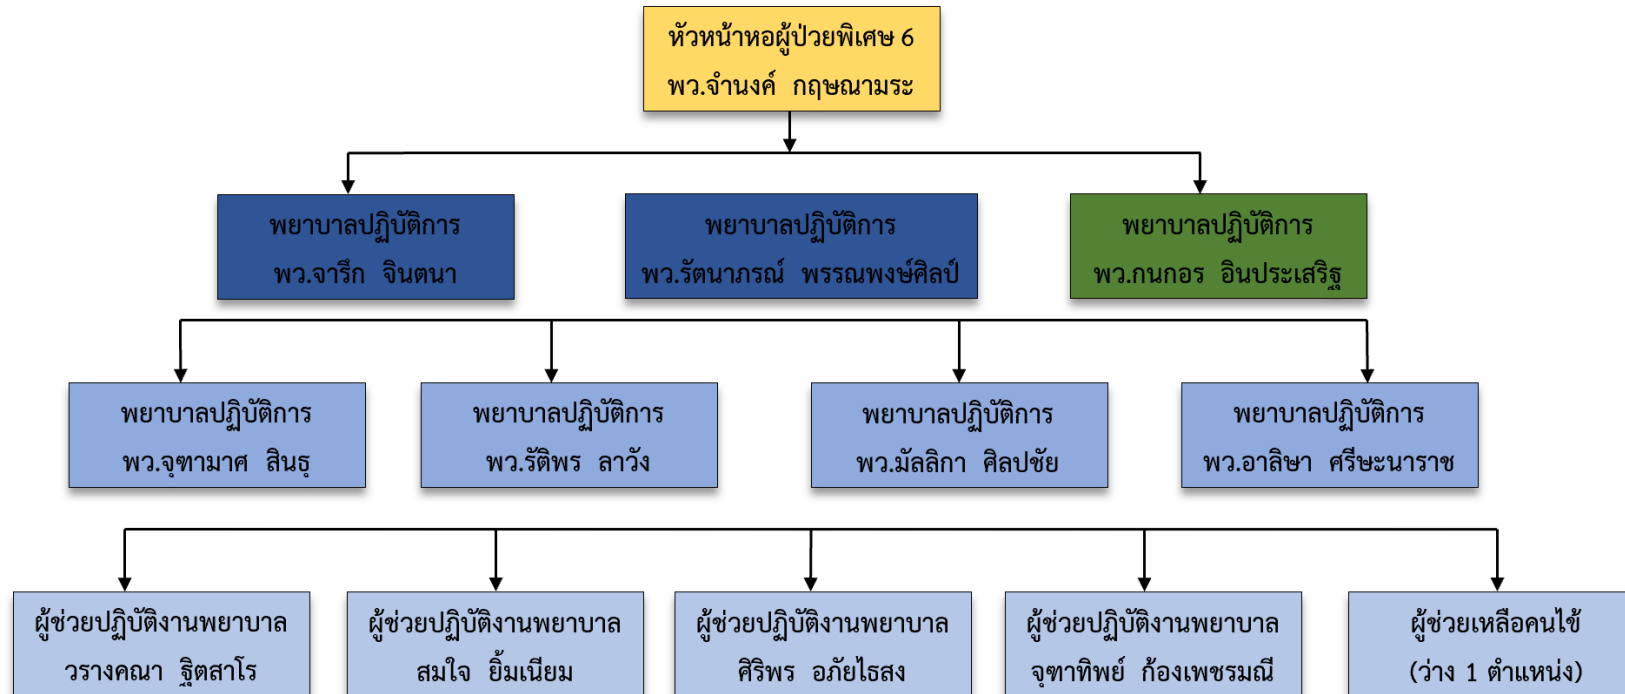 หัวหน้าหอผู้ป่วยพิเศษ 6
พว.จำนงค์ กฤษณามระ
พยาบาลปฏิบัติการ
พว.จารึก จินตนา
พยาบาลปฏิบัติการ
พว.รัตนาภรณ์ พรรณพงษ์ศิลป์
พยาบาลปฏิบัติการ
พว.กนกอร อินประเสริฐ
พยาบาลปฏิบัติการ
พว.จุฑามาศ สินธุ
พยาบาลปฏิบัติการ
พว.รัติพร ลาวัง
พยาบาลปฏิบัติการ
พว.มัลลิกา ศิลปชัย
พยาบาลปฏิบัติการ
พว.อาลิษา ศรีษะนาราช
ผู้ช่วยปฏิบัติงานพยาบาล
วรางคณา ฐิตสาโร
ผู้ช่วยปฏิบัติงานพยาบาล
สมใจ ยิ้มเนียม
ผู้ช่วยปฏิบัติงานพยาบาล
ศิริพร อภัยไธสง
ผู้ช่วยปฏิบัติงานพยาบาล
จุฑาทิพย์ ก้องเพชรมณี
ผู้ช่วยเหลือคนไข้
(ว่าง 1 ตำแหน่ง)